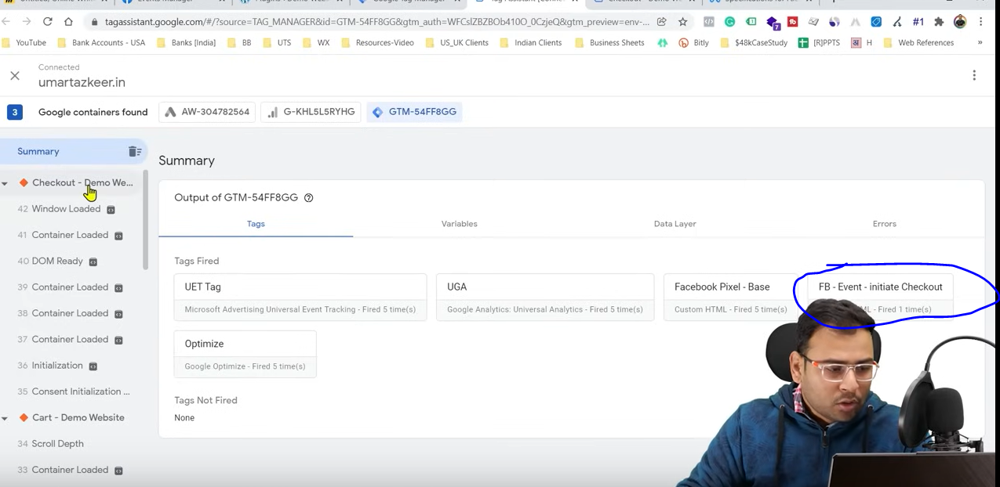 tagassistant.google.com/#/?source=TAG_MANAGER&id=GTM-54FF8GG&gtm_auth=WFCsIZBZBOb410O_0CzjeQ&gtm_preview=env-...
YouTube Bank Accounts - USA Banks [India] BB UTS WX Resources-Video US_UK Clients Indian Clients Business Sheets Bitly $48kCaseStudy [R]PPTS H Web References »
Connected
umartazkeer.in
3 Google containers found AW-304782564 G-KHL5L5RYHG GTM-54FF8GG
Summary
Summary
Checkout - Demo We...
Output of GTM-54FF8GG
42 Window Loaded
Tags Variables Data Layer Errors
41 Container Loaded
40 DOM Ready
Tags Fired
39 Container Loaded
UET Tag UGA Facebook Pixel - Base FB - Event - initiate Checkout
Microsoft Advertising Universal Event Tracking - Fired 5 time(s) Google Analytics: Universal Analytics - Fired 5 time(s) Custom HTML - Fired 5 time(s) ML - Fired 1 time(s)
38 Container Loaded
37 Container Loaded
Optimize
36 Initialization
Google Optimize - Fired 5 time(s)
35 Consent Initialization ...
Tags Not Fired
Cart - Demo Website
None
34 Scroll Depth
33 Container Loaded